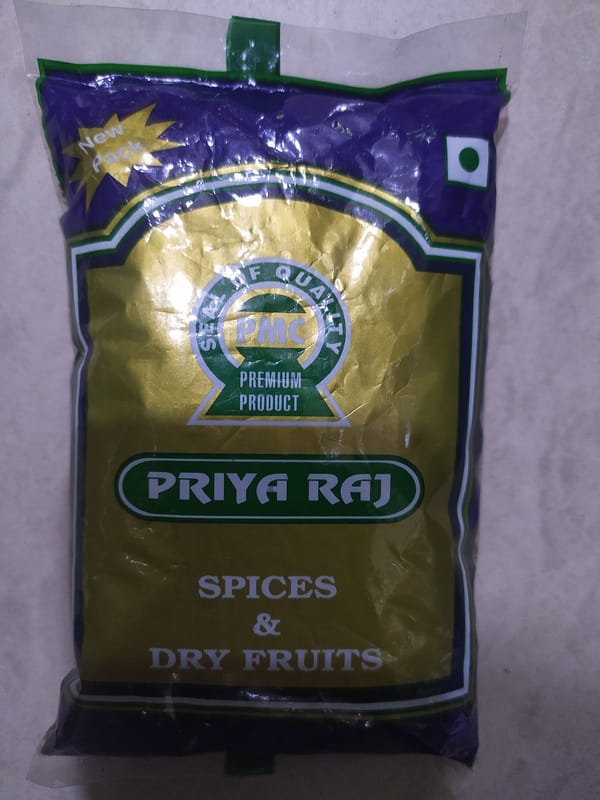 New
Pack
SEAL OF QUALITY
PMC
PREMIUM
PRODUCT
PRIYA RAJ
SPICES
&
DRY FRUITS